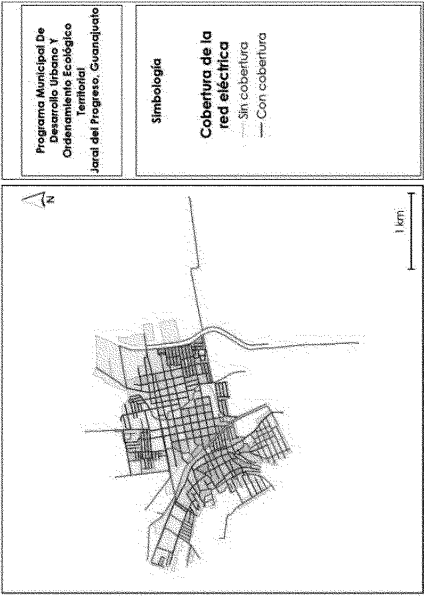 Programa Municipal De
Desarrollo Urbano Y
Ordenamiento Ecológico
Territorial
Jaral del Progreso, Guanajuato
Simbología
Cobertura de la
red eléctrica
Sin cobertura
Con cobertura
N
1 km